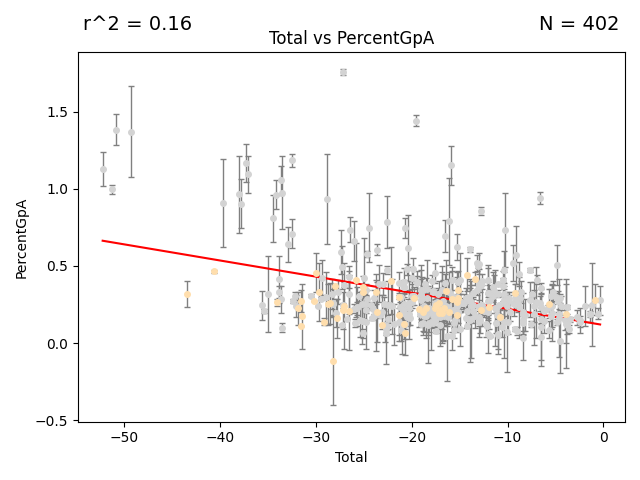 r^2 = 0.16
N = 402
Total vs PercentGpA
PercentGpA
1.5
1.0
0.5
0.0
−0.5
−50
−40
−30
−20
−10
0
Total